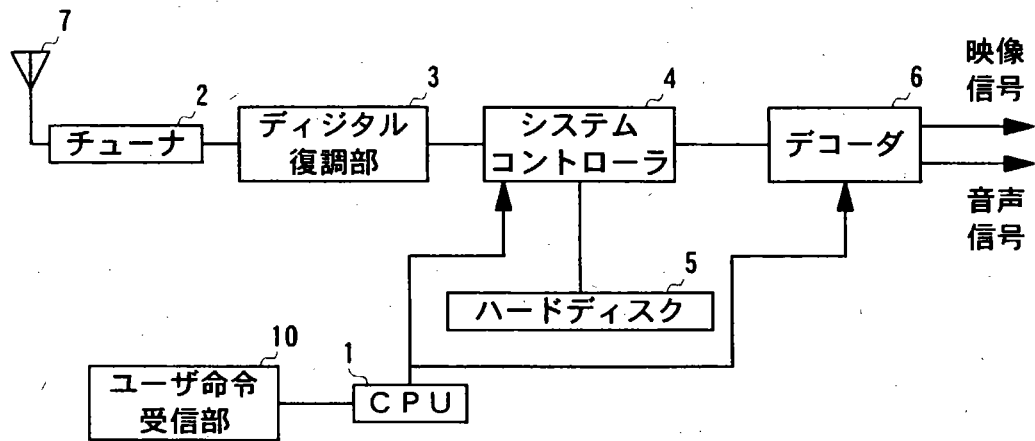 7
2
チューナ
3
ディジタル
復調部
4
システム
コントローラ
6
デコーダ
映像
信号
音声
信号
5
ハードディスク
10
ユーザ命令
受信部
1
CPU